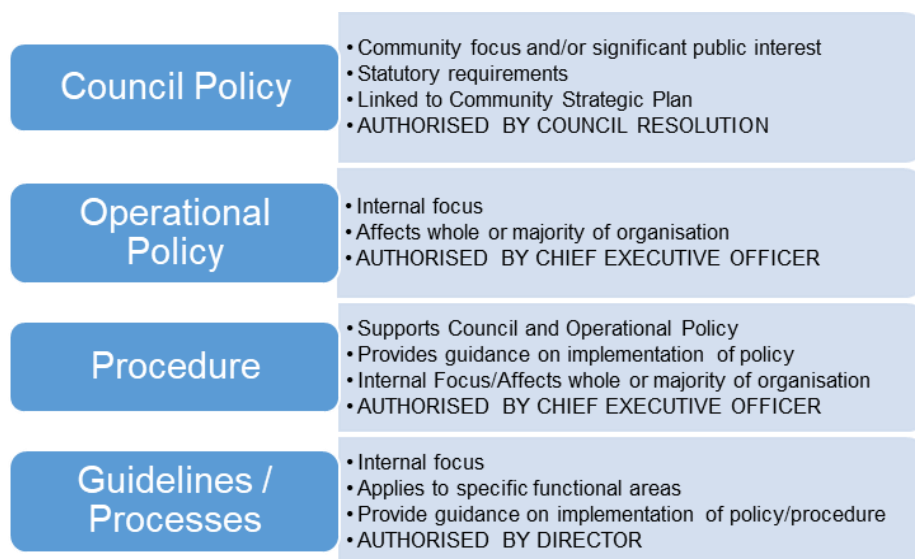 Council Policy
• Community focus and/or significant public interest
• Statutory requirements
• Linked to Community Strategic Plan
• AUTHORISED BY COUNCIL RESOLUTION
Operational
Policy
• Internal focus
• Affects whole or majority of organisation
• AUTHORISED BY CHIEF EXECUTIVE OFFICER
Procedure
• Supports Council and Operational Policy
• Provides guidance on implementation of policy
• Internal Focus/Affects whole or majority of organisation
• AUTHORISED BY CHIEF EXECUTIVE OFFICER
Guidelines /
Processes
• Internal focus
• Applies to specific functional areas
• Provide guidance on implementation of policy/procedure
• AUTHORISED BY DIRECTOR